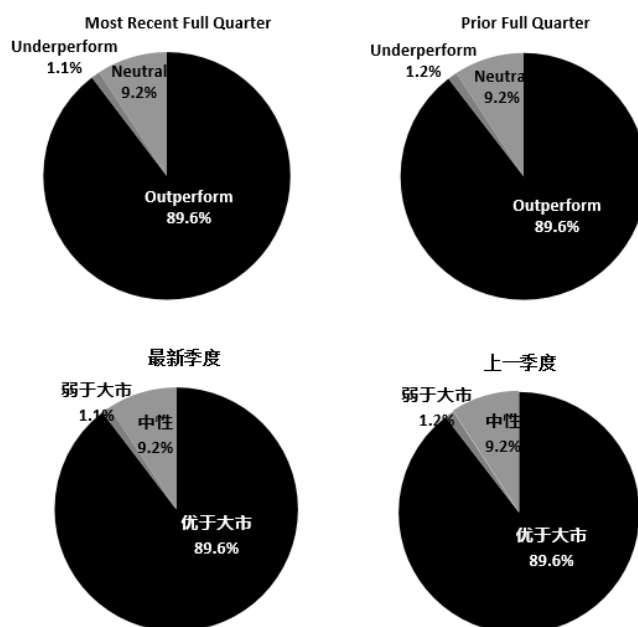 Most Recent Full Quarter
Underperform
1.1%
Neutral
9.2%
Outperform
89.6%
Prior Full Quarter
Underperform
1.2%
Neutra
9.2%
Outperform
89.6%
最新季度
弱于大市
1.1%
中性
9.2%
优于大市
89.6%
上一季度
弱于大市
1.2%
中性
9.2%
优于大市
89.6%